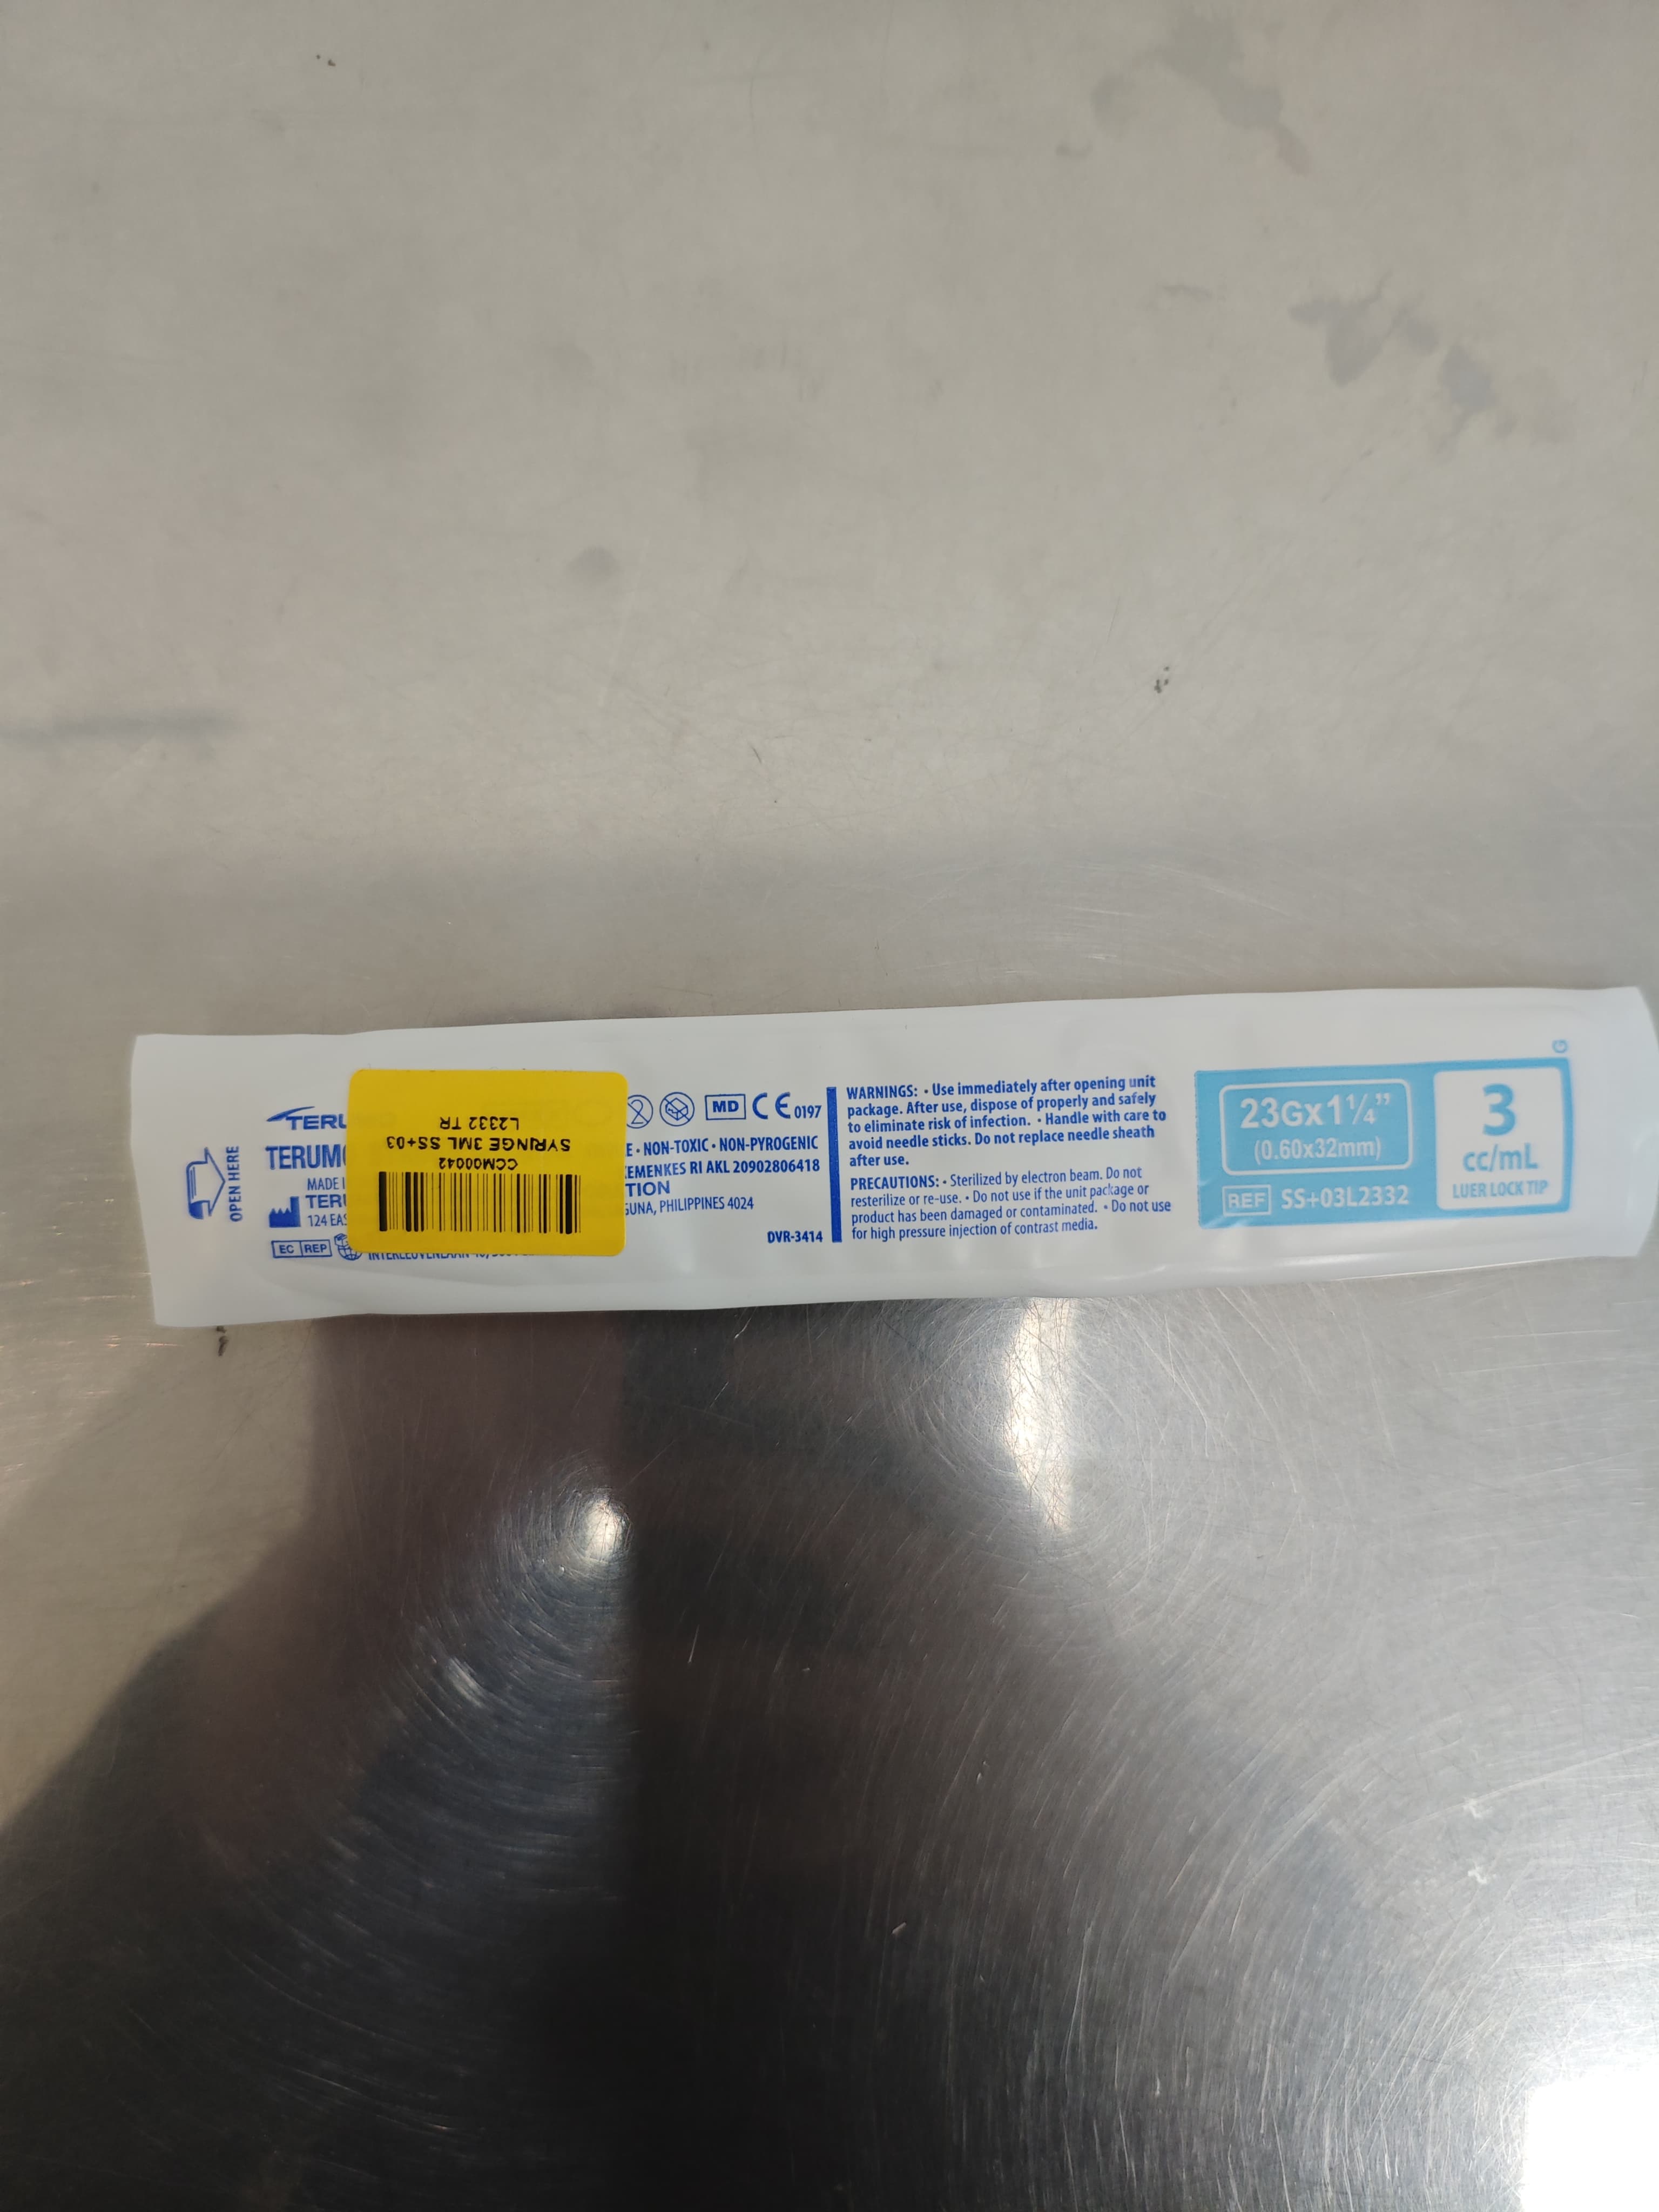 OPEN HERE
TERU
TERUMO
MADE I
TERU
124 EAS
EC REP
CCM00042
SYRINGE 3ML SS+03
L2332 TR
2
MD CE 0197
E • NON-TOXIC • NON-PYROGENIC
KEMENKES RI AKL 20902806418
TION
GUNA, PHILIPPINES 4024
DVR-3414
WARNINGS: • Use immediately after opening unit
package. After use, dispose of properly and safely
to eliminate risk of infection. • Handle with care to
avoid needle sticks. Do not replace needle sheath
after use.
PRECAUTIONS: • Sterilized by electron beam. Do not
resterilize or re-use. • Do not use if the unit package or
product has been damaged or contaminated. • Do not use
for high pressure injection of contrast media.
23Gx1¼”
(0.60x32mm)
REF SS+03L2332
3
cc/mL
LUER LOCK TIP
G